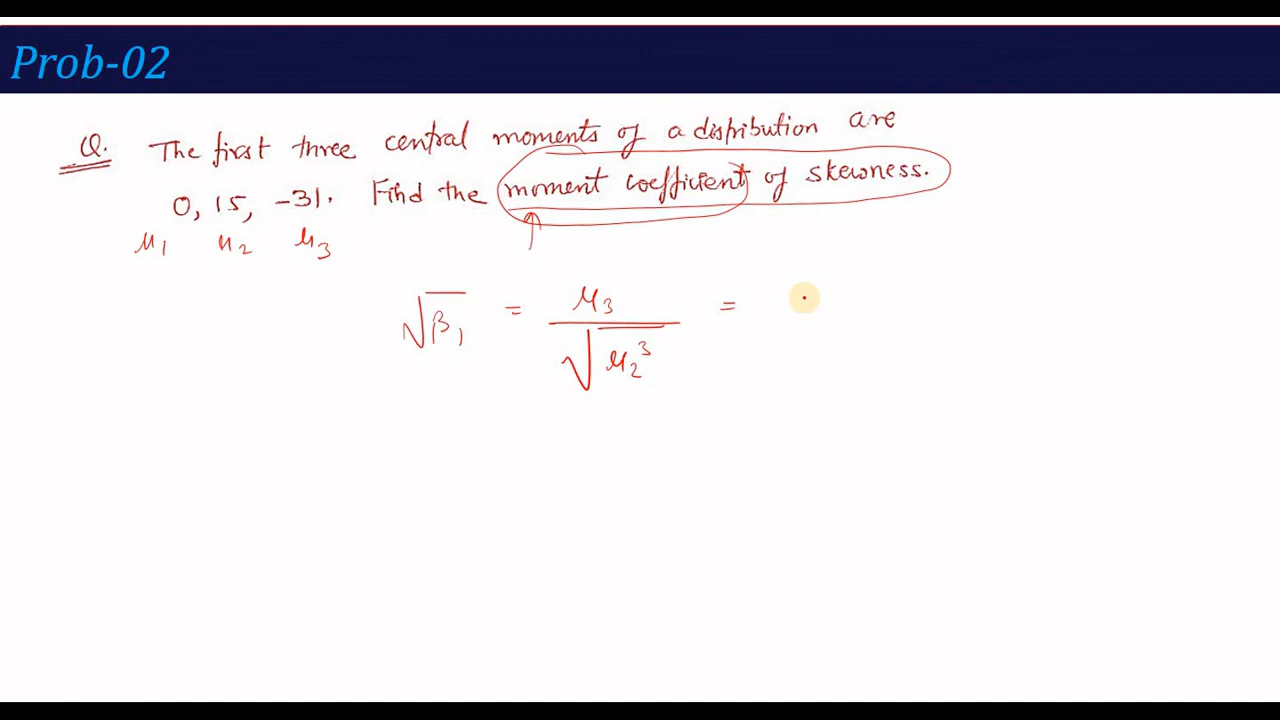 Prob-02
Q. The first three central moments of a distribution are
0, 15, -31. Find the moment coefficient of skewness.
μ₁ μ₂ μ₃
√β₁ = μ₃ / √μ₂³ =